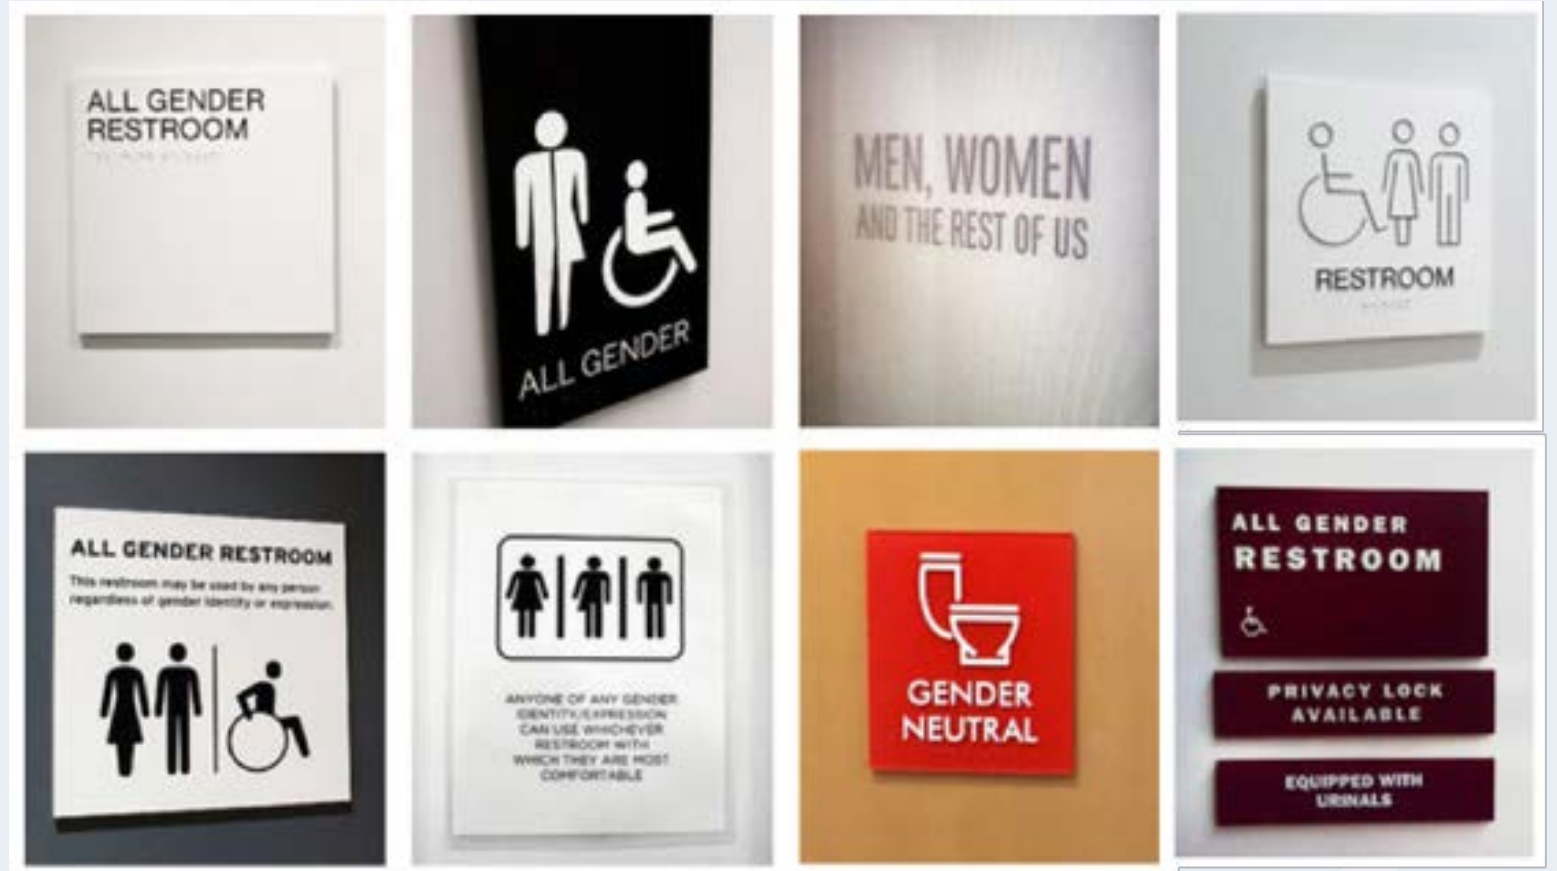 ALL GENDER
RESTROOM
ALL GENDER
MEN, WOMEN
AND THE REST OF US
RESTROOM
ALL GENDER RESTROOM
This restroom may be used by any person
regardless of gender identity or expression.
ANYONE OF ANY GENDER
IDENTITY/EXPRESSION
CAN USE WHICHEVER
RESTROOM WITH
WHICH THEY ARE MOST
COMFORTABLE
GENDER
NEUTRAL
ALL GENDER
RESTROOM
PRIVACY LOCK
AVAILABLE
EQUIPPED WITH
URINALS